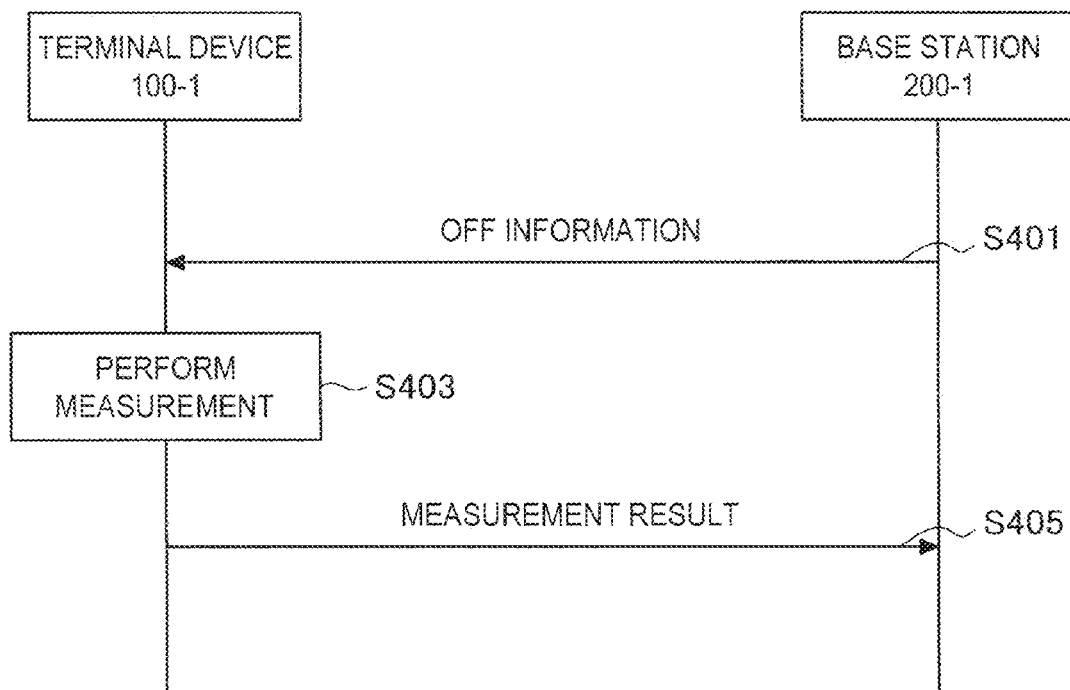 TERMINAL DEVICE
100-1
BASE STATION
200-1
OFF INFORMATION
S401
PERFORM
MEASUREMENT
S403
MEASUREMENT RESULT
S405